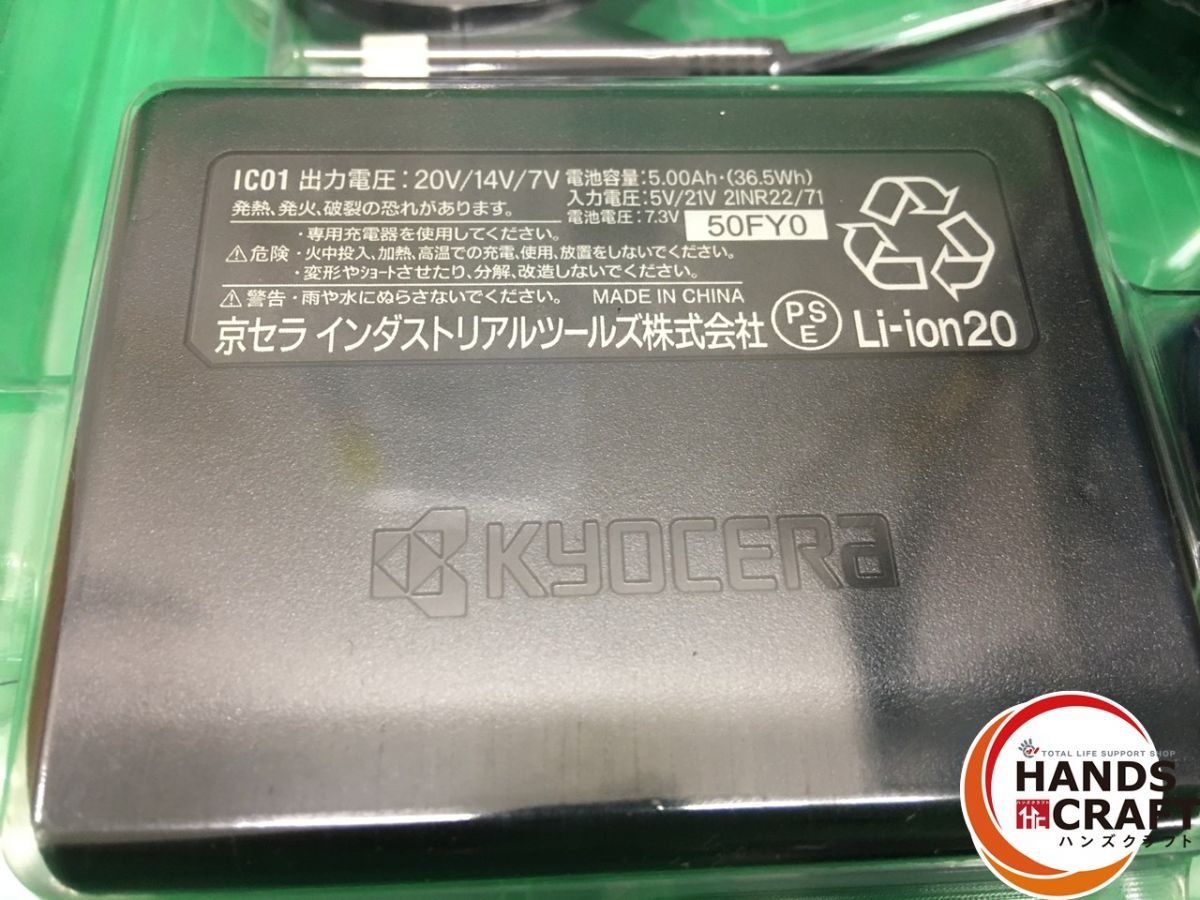 IC01 出力電圧：20V/14V/7V
電池容量：5.00Ah・(36.5Wh)
入力電圧：5V/21V 2INR22/71
電池電圧：7.3V
50FY0
発熱、発火、破裂の恐れがあります。
・専用充電器を使用してください。
⚠危険・火中投入、加熱、高温での充電、使用、放置をしないでください。
・変形やショートさせたり、分解、改造しないでください。
⚠警告・雨や水にぬらさないでください。 MADE IN CHINA
京セラ インダストリアルツールズ株式会社
PS
E
Li-ion20
KYOCERA
TOTAL LIFE SUPPORT SHOP
HANDS
ハンズクラフト
CRAFT
ハンズクラフト